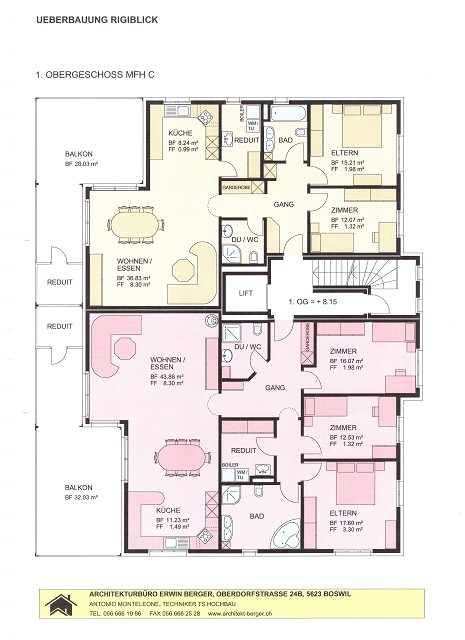 UEBERBAUUNG RIGIBLICK
1. OBERGESCHOSS MFH C
BALKON
BF 28.03 m²
KÜCHE
BF 8.24 m²
FF 0.99 m²
BOILER
WM/
TU
REDUIT
BAD
ELTERN
BF 15.21 m²
FF 1.98 m²
GARDEROBE
GANG
ZIMMER
BF 12.07 m²
FF 1.32 m²
WOHNEN /
ESSEN
BF 36.83 m²
FF 8.30 m²
DU / WC
REDUIT
LIFT
1. OG = + 8.15
REDUIT
WOHNEN /
ESSEN
BF 43.88 m²
FF 8.30 m²
DU / WC
GARDEROBE
ZIMMER
BF 16.07 m²
FF 1.98 m²
GANG
ZIMMER
BF 12.53 m²
FF 1.32 m²
REDUIT
BOILER
WM/
TU
BALKON
BF 32.03 m²
KÜCHE
BF 11.23 m²
FF 1.49 m²
BAD
ELTERN
BF 17.60 m²
FF 3.30 m²
ARCHITEKTURBÜRO ERWIN BERGER, OBERDORFSTRASSE 24B, 5623 BOSWIL
ANTONIO MONTELEONE, TECHNIKER TS HOCHBAU
TEL 056 666 19 86 FAX 056 666 25 28 www.architekt-berger.ch